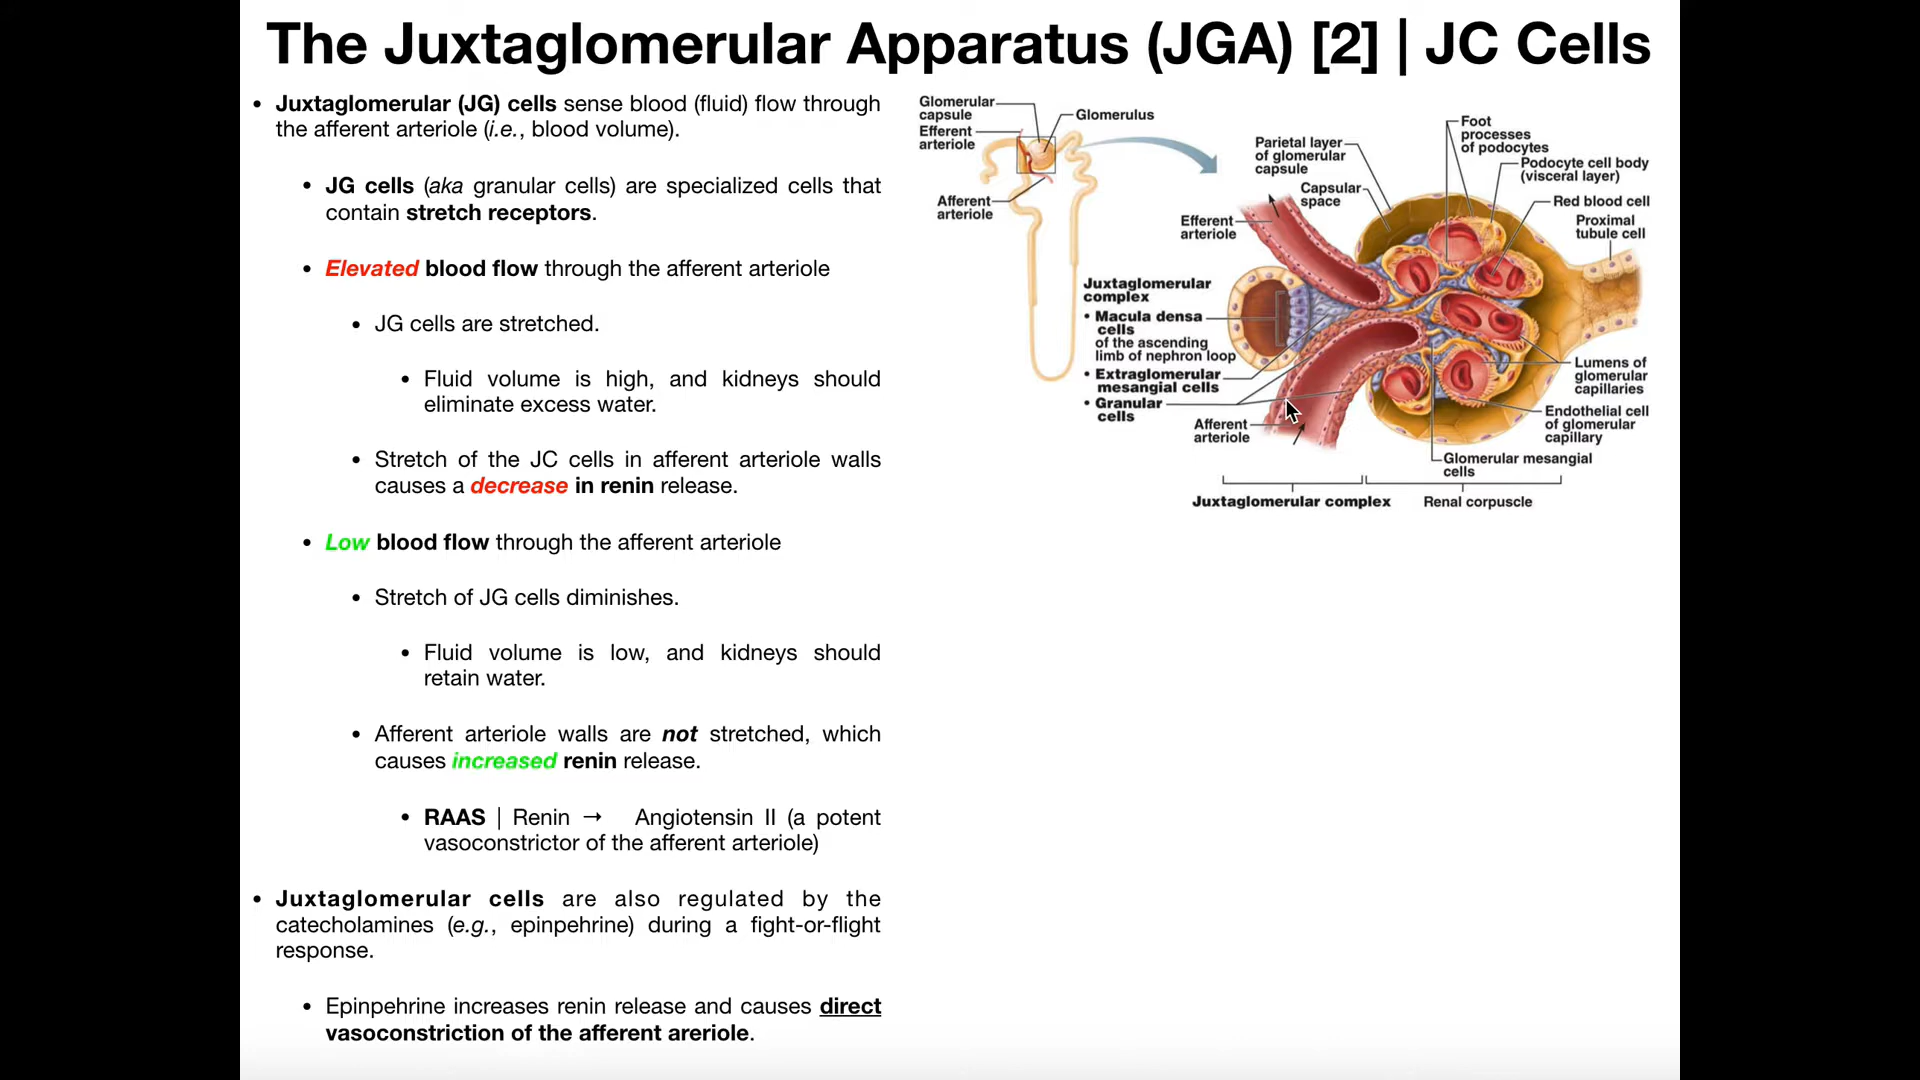 The Juxtaglomerular Apparatus (JGA) [2] | JC Cells
• Juxtaglomerular (JG) cells sense blood (fluid) flow through
the afferent arteriole (i.e., blood volume).
• JG cells (aka granular cells) are specialized cells that
contain stretch receptors.
• Elevated blood flow through the afferent arteriole
• JG cells are stretched.
• Fluid volume is high, and kidneys should
eliminate excess water.
• Stretch of the JC cells in afferent arteriole walls
causes a decrease in renin release.
• Low blood flow through the afferent arteriole
• Stretch of JG cells diminishes.
• Fluid volume is low, and kidneys should
retain water.
• Afferent arteriole walls are not stretched, which
causes increased renin release.
• RAAS | Renin → Angiotensin II (a potent
vasoconstrictor of the afferent arteriole)
• Juxtaglomerular cells are also regulated by the
catecholamines (e.g., epinpehrine) during a fight-or-flight
response.
• Epinpehrine increases renin release and causes direct
vasoconstriction of the afferent areriole.
Glomerular
capsule
Efferent
arteriole
Glomerulus
Afferent
arteriole
Parietal layer
of glomerular
capsule
Capsular
space
Efferent
arteriole
Foot
processes
of podocytes
Podocyte cell body
(visceral layer)
Red blood cell
Proximal
tubule cell
Juxtaglomerular
complex
• Macula densa
cells
of the ascending
limb of nephron loop
• Extraglomerular
mesangial cells
• Granular
cells
Afferent
arteriole
Lumens of
glomerular
capillaries
Endothelial cell
of glomerular
capillary
Glomerular mesangial
cells
Juxtaglomerular complex
Renal corpuscle